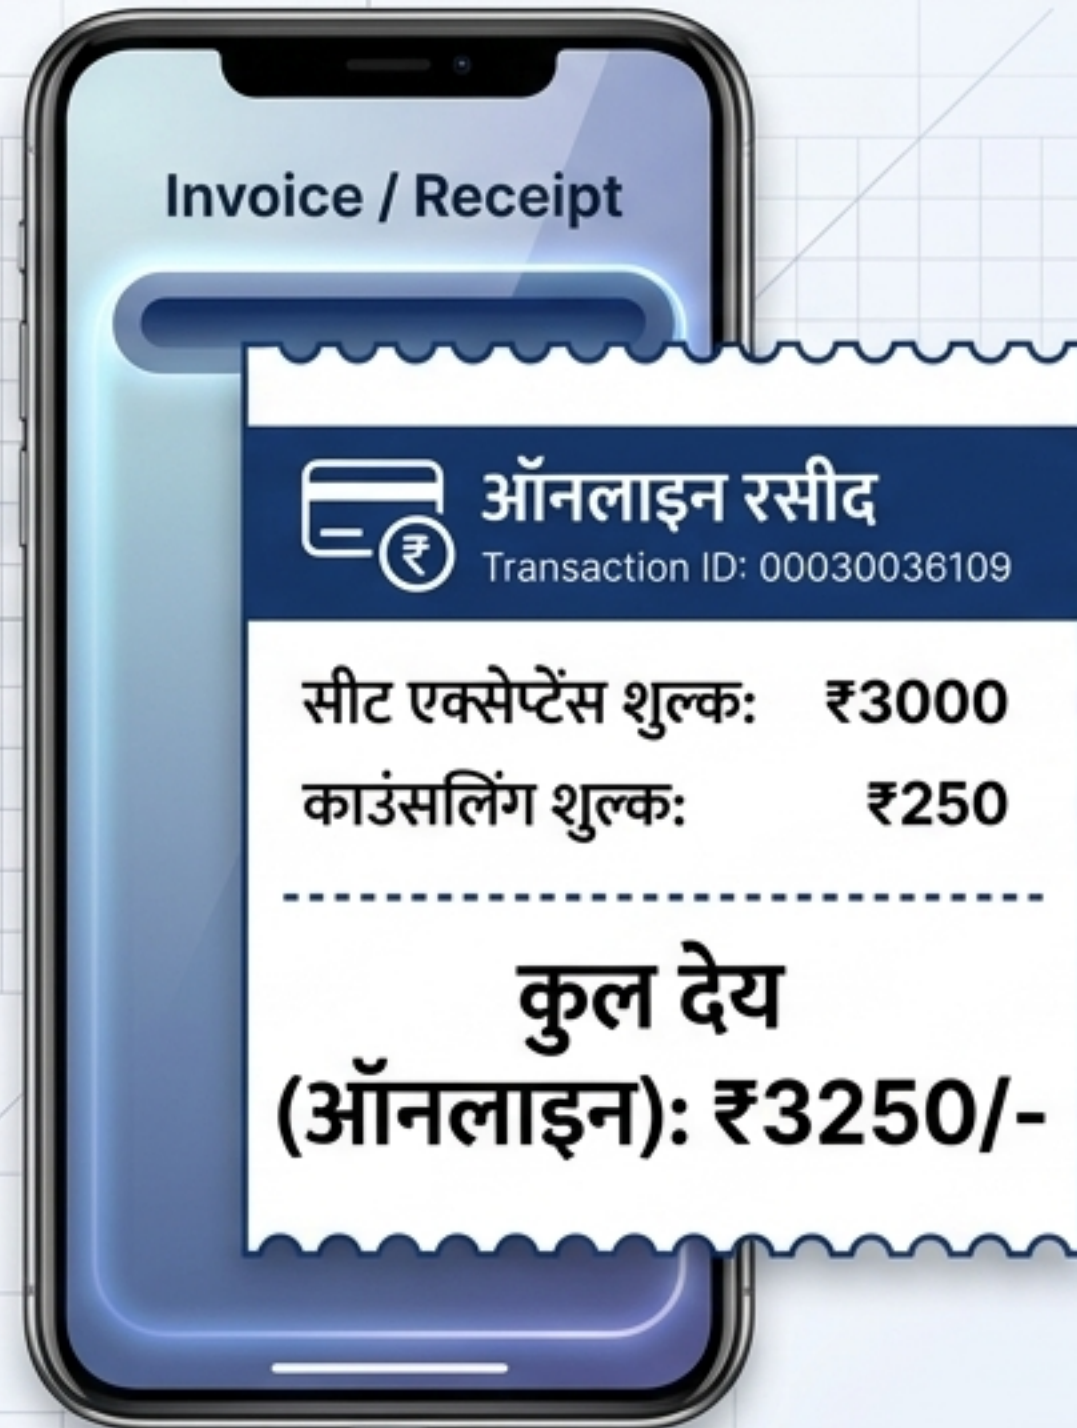 Invoice / Receipt
ऑनलाइन रसीद
₹
Transaction ID: 00030036109
सीट एक्सेप्टेंस शुल्क: ₹3000
काउंसलिंग शुल्क: ₹250
कुल देय
(ऑनलाइन): ₹3250/-